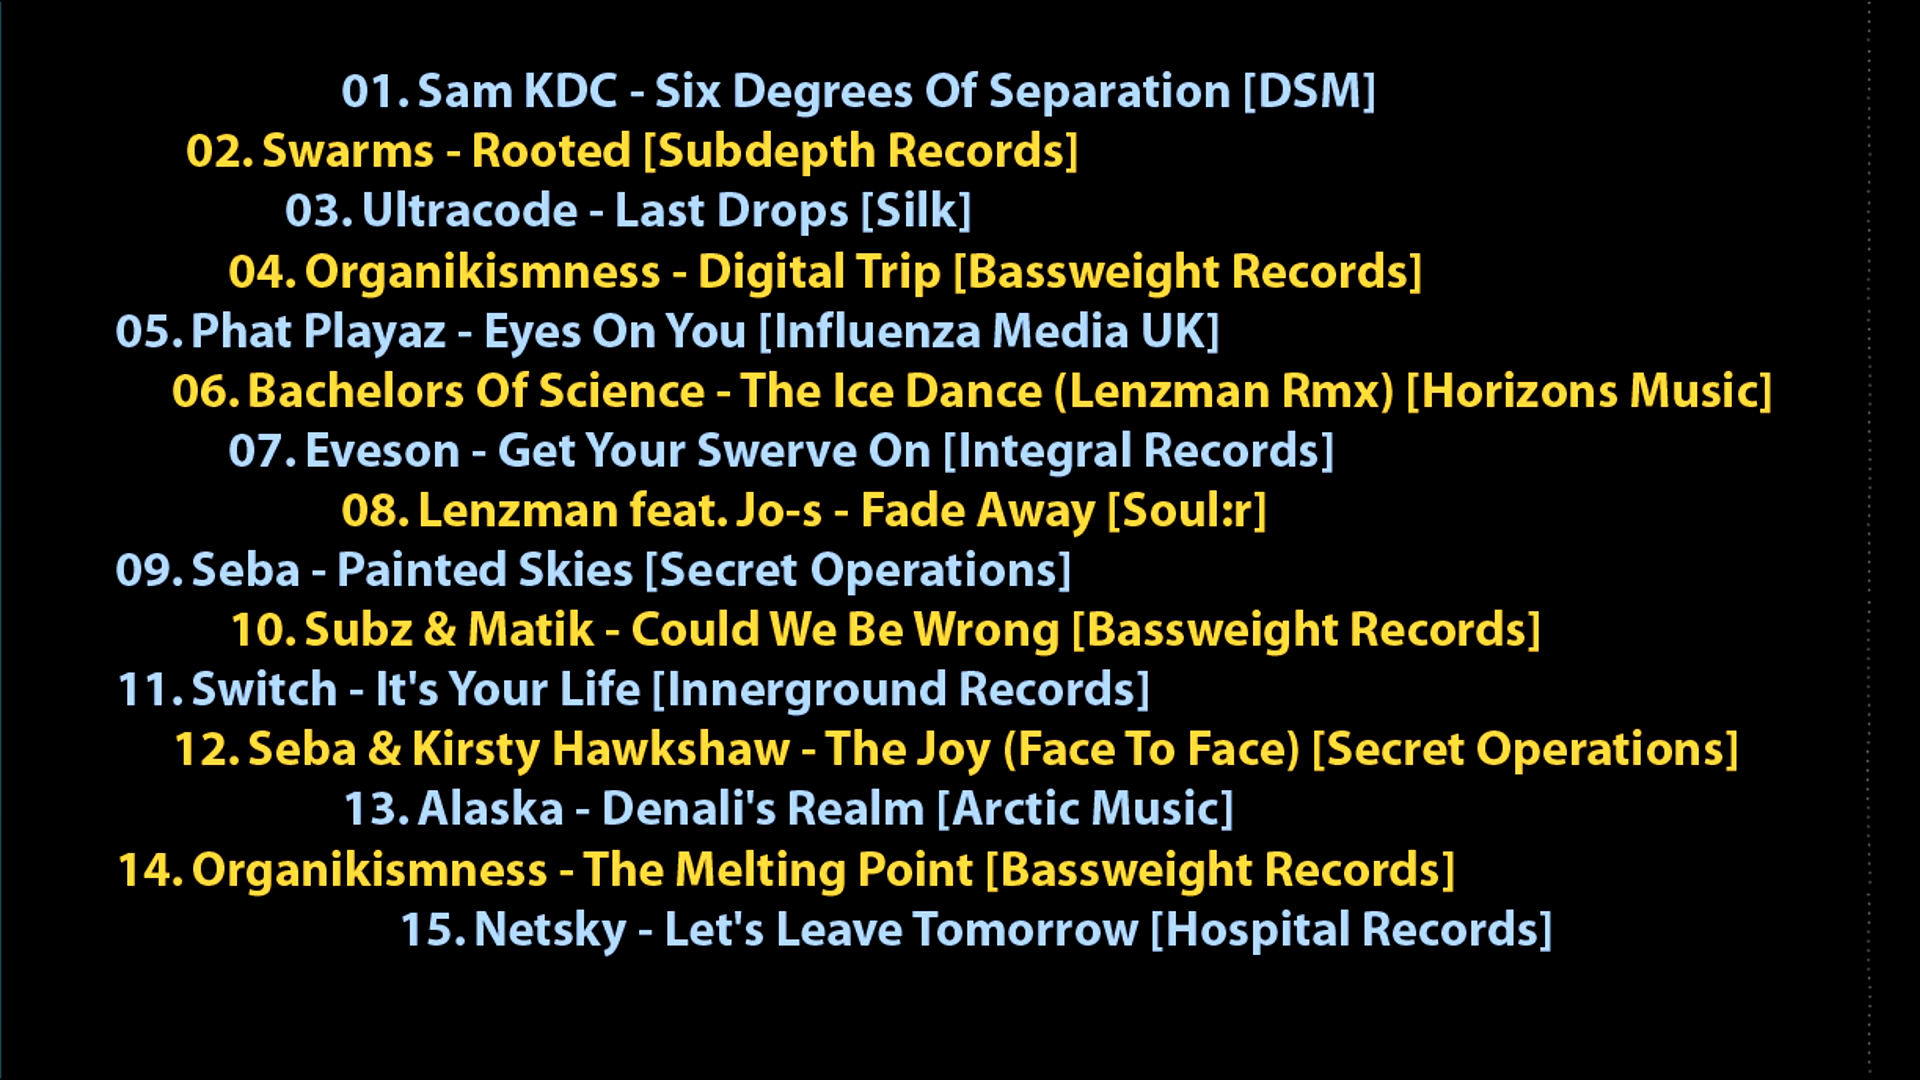 01. Sam KDC - Six Degrees Of Separation [DSM]
02. Swarms - Rooted [Subdepth Records]
03. Ultracode - Last Drops [Silk]
04. Organikismness - Digital Trip [Bassweight Records]
05. Phat Playaz - Eyes On You [Influenza Media UK]
06. Bachelors Of Science - The Ice Dance (Lenzman Rmx) [Horizons Music]
07. Eveson - Get Your Swerve On [Integral Records]
08. Lenzman feat. Jo-s - Fade Away [Soul:r]
09. Seba - Painted Skies [Secret Operations]
10. Subz & Matik - Could We Be Wrong [Bassweight Records]
11. Switch - It's Your Life [Innerground Records]
12. Seba & Kirsty Hawkshaw - The Joy (Face To Face) [Secret Operations]
13. Alaska - Denali's Realm [Arctic Music]
14. Organikismness - The Melting Point [Bassweight Records]
15. Netsky - Let's Leave Tomorrow [Hospital Records]